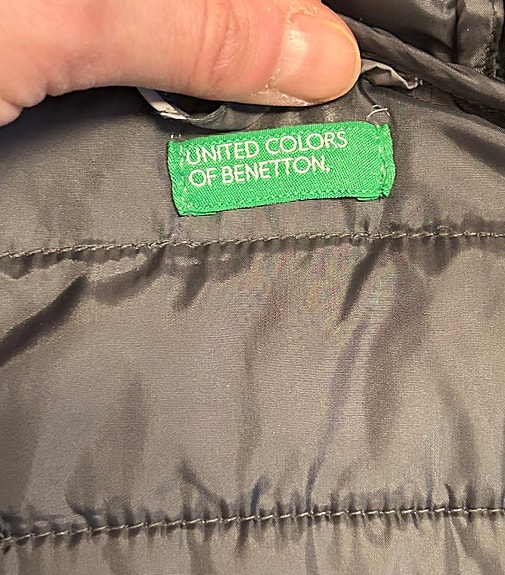 UNITED COLORS
OF BENETTON.